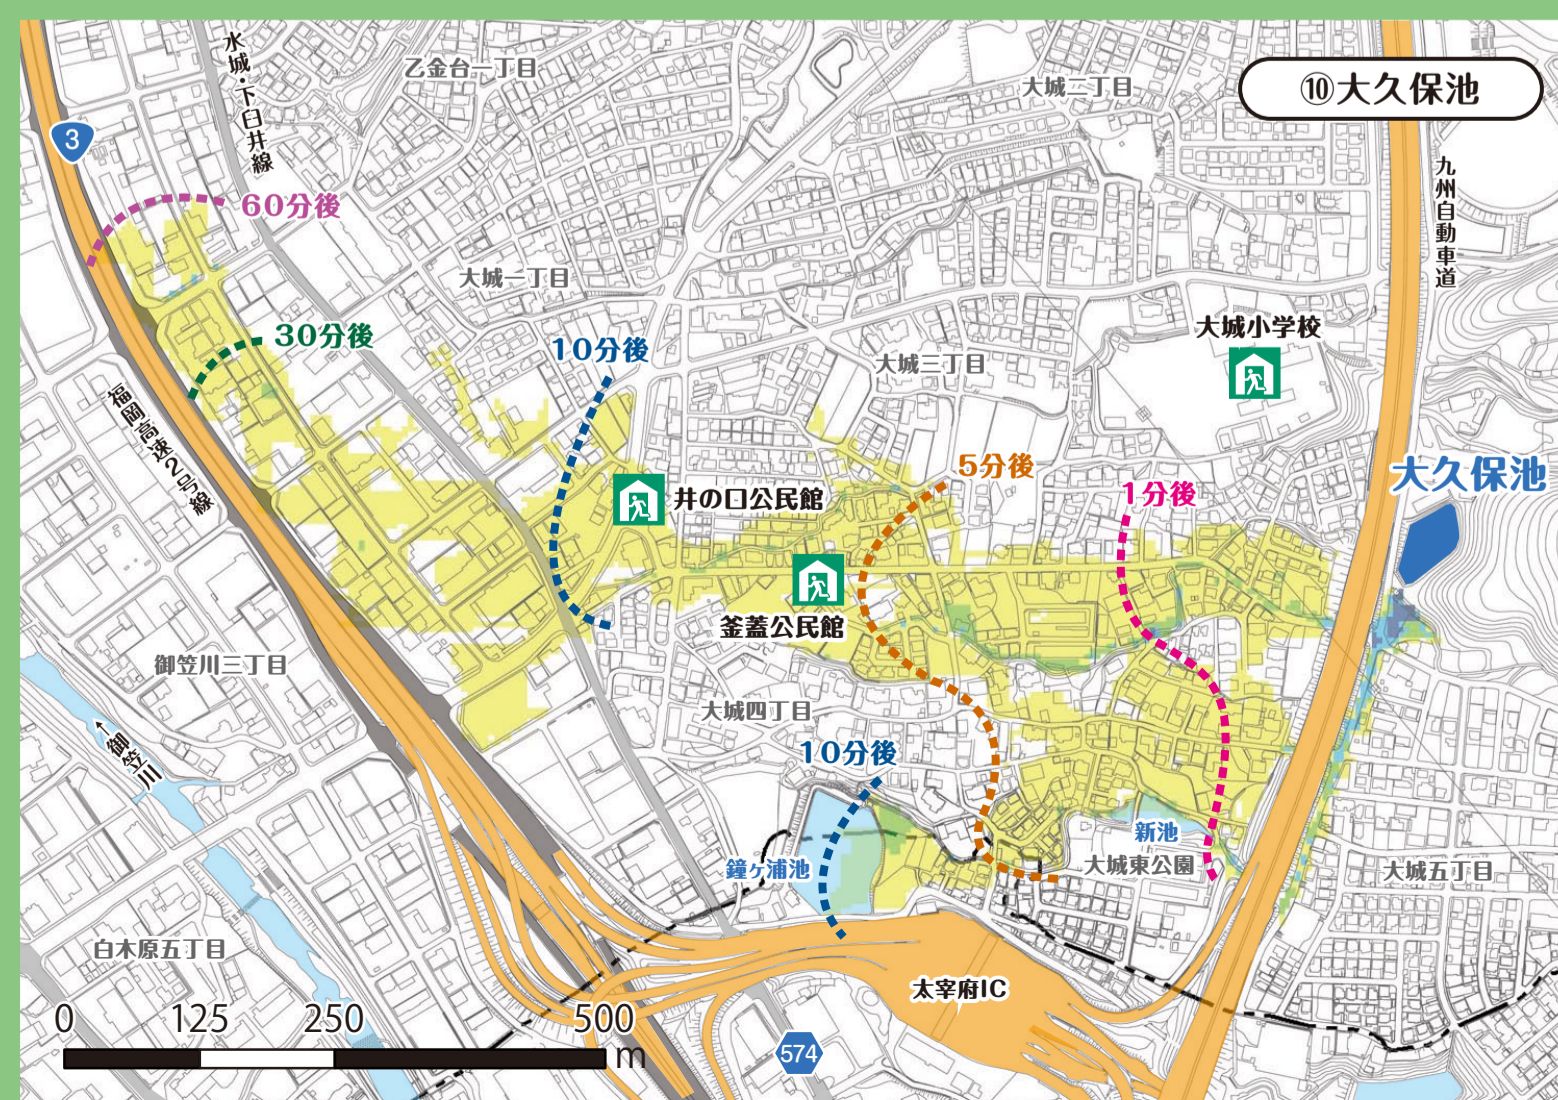 ⑩大久保池
水城・下臼井線
乙金台一丁目
大城二丁目
3
九州自動車道
60分後
大城一丁目
30分後
10分後
大城小学校
大城三丁目
福岡高速2号線
5分後
大久保池
1分後
井の口公民館
釜蓋公民館
御笠川三丁目
大城四丁目
←御笠川
10分後
新池
鐘ヶ浦池
大城東公園
大城五丁目
白木原五丁目
太宰府IC
0 125 250 500
m
574